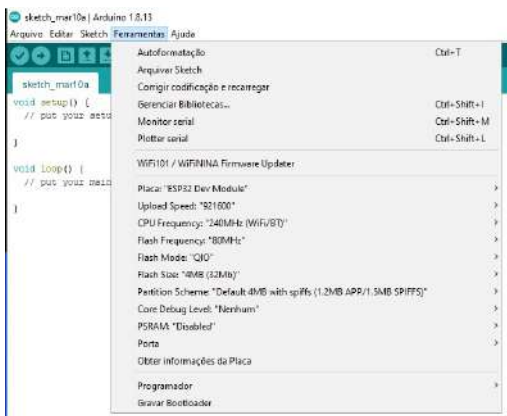 sketch_mar10a | Arduino 1.8.13
Arquivo Editar Sketch Ferramentas Ajuda
sketch_mar10a
void setup() {
// put your setu
}
void loop() {
// put your main
}
Autoformatação Ctrl+T
Arquivar Sketch
Corrigir codificação e recarregar
Gerenciar Bibliotecas... Ctrl+Shift+I
Monitor serial Ctrl+Shift+M
Plotter serial Ctrl+Shift+L
WiFi101 / WiFiNINA Firmware Updater
Placa: "ESP32 Dev Module"
Upload Speed: "921600"
CPU Frequency: "240MHz (WiFi/BT)"
Flash Frequency: "80MHz"
Flash Mode: "QIO"
Flash Size: "4MB (32Mb)"
Partition Scheme: "Default 4MB with spiffs (1.2MB APP/1.5MB SPIFFS)"
Core Debug Level: "Nenhum"
PSRAM: "Disabled"
Porta
Obter informações da Placa
Programador
Gravar Bootloader